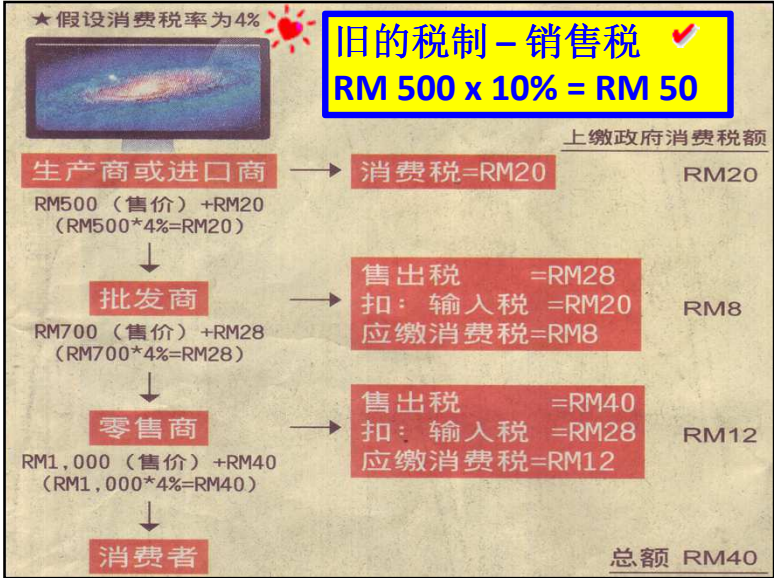 ★假设消费税率为4%
旧的税制 – 销售税
RM 500 x 10% = RM 50
上缴政府消费税额
生产商或进口商
消费税=RM20
RM20
RM500（售价）+RM20
(RM500*4%=RM20)
批发商
售出税 =RM28
扣：输入税 =RM20
应缴消费税=RM8
RM8
RM700（售价）+RM28
(RM700*4%=RM28)
零售商
售出税 =RM40
扣：输入税 =RM28
应缴消费税=RM12
RM12
RM1,000（售价）+RM40
(RM1,000*4%=RM40)
消费者
总额 RM40